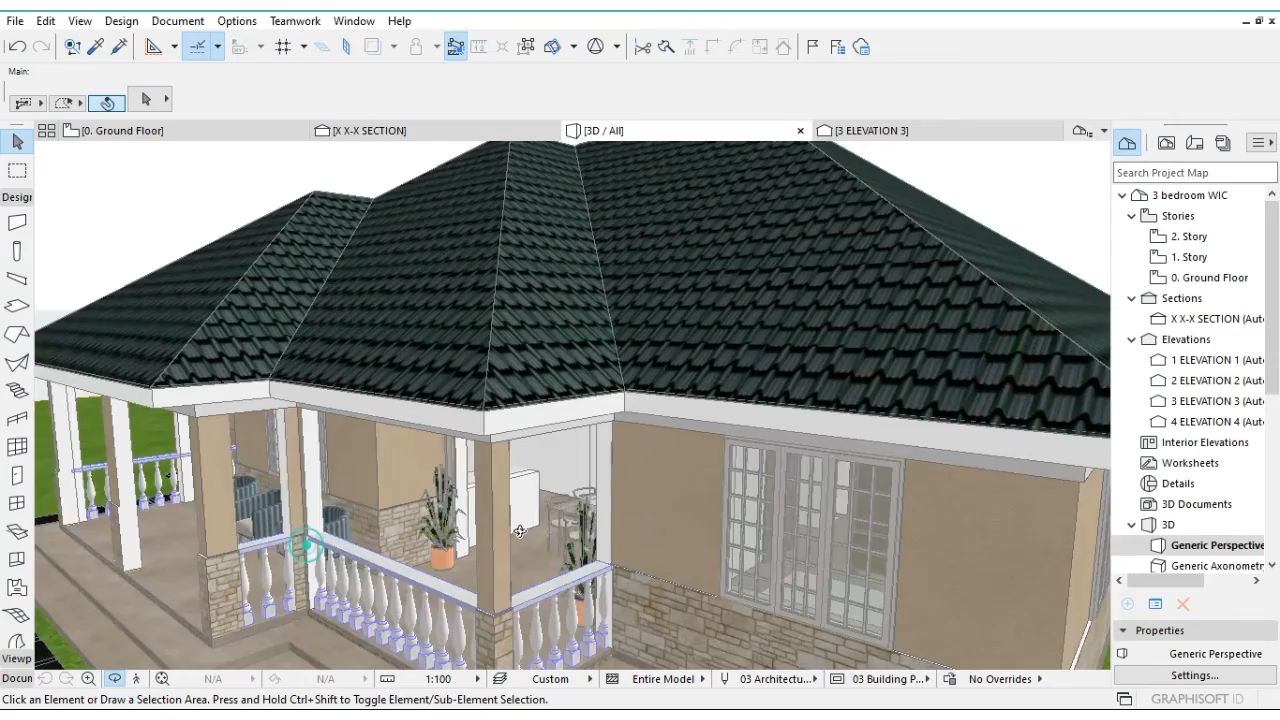 File Edit View Design Document Options Teamwork Window Help
Main:
[0. Ground Floor] [X X-X SECTION] [3D / All] [3 ELEVATION 3]
Search Project Map
Design
3 bedroom WIC
Stories
2. Story
1. Story
0. Ground Floor
Sections
X X-X SECTION (Aut
Elevations
1 ELEVATION 1 (Aut
2 ELEVATION 2 (Aut
3 ELEVATION 3 (Aut
4 ELEVATION 4 (Aut
Interior Elevations
Worksheets
Details
3D Documents
3D
Generic Perspective
Generic Axonometr
Properties
Viewp
Generic Perspective
Docun N/A N/A 1:100 Custom Entire Model 03 Architectu... 03 Building P... No Overrides Settings...
Click an Element or Draw a Selection Area. Press and Hold Ctrl+Shift to Toggle Element/Sub-Element Selection. GRAPHISOFT ID